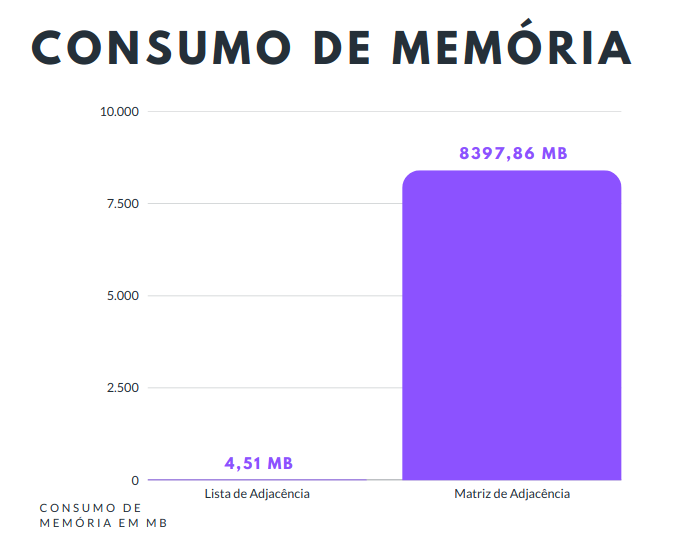 CONSUMO DE MEMÓRIA
10.000
8397,86 MB
7.500
5.000
2.500
4,51 MB
0
Lista de Adjacência
Matriz de Adjacência
CONSUMO DE
MEMÓRIA EM MB